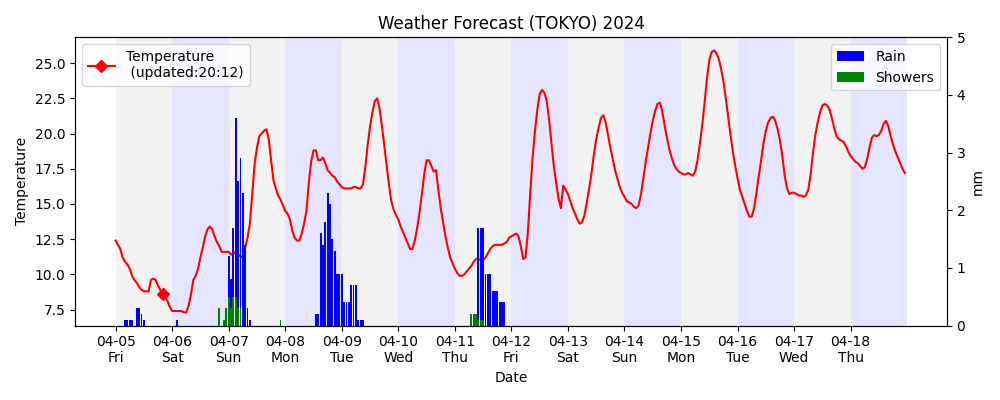 Weather Forecast (TOKYO) 2024
Temperature
(updated:20:12)
Rain
Showers
Temperature
25.0
22.5
20.0
17.5
15.0
12.5
10.0
7.5
5
4
3
2
1
0
mm
04-05 04-06 04-07 04-08 04-09 04-10 04-11 04-12 04-13 04-14 04-15 04-16 04-17 04-18
Fri Sat Sun Mon Tue Wed Thu Fri Sat Sun Mon Tue Wed Thu
Date